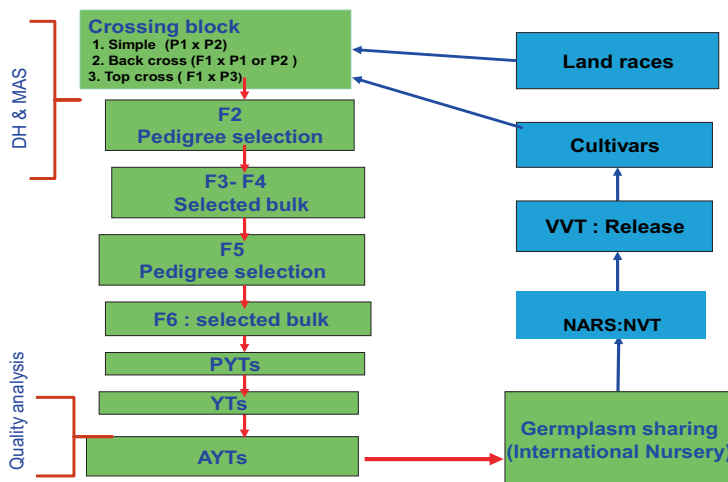 Crossing block
1. Simple (P1 x P2)
2. Back cross (F1 x P1 or P2 )
3. Top cross ( F1 x P3)
DH & MAS
F2
Pedigree selection
F3- F4
Selected bulk
F5
Pedigree selection
F6 : selected bulk
PYTs
Quality analysis
YTs
AYTs
Germplasm sharing
(International Nursery)
NARS:NVT
VVT : Release
Cultivars
Land races